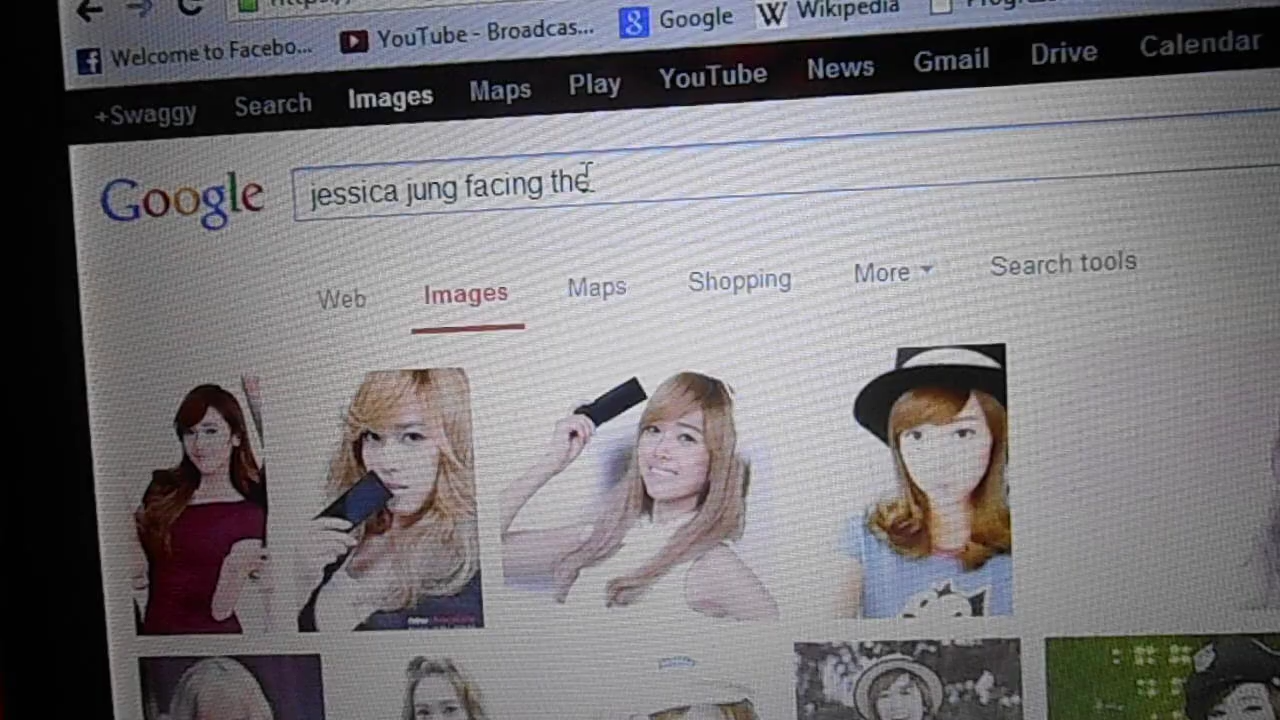 Welcome to Facebo...
YouTube - Broadcas...
Google
Wikipedia
+Swaggy Search Images Maps Play YouTube News Gmail Drive Calendar
Google
jessica jung facing the
Web Images Maps Shopping More Search tools